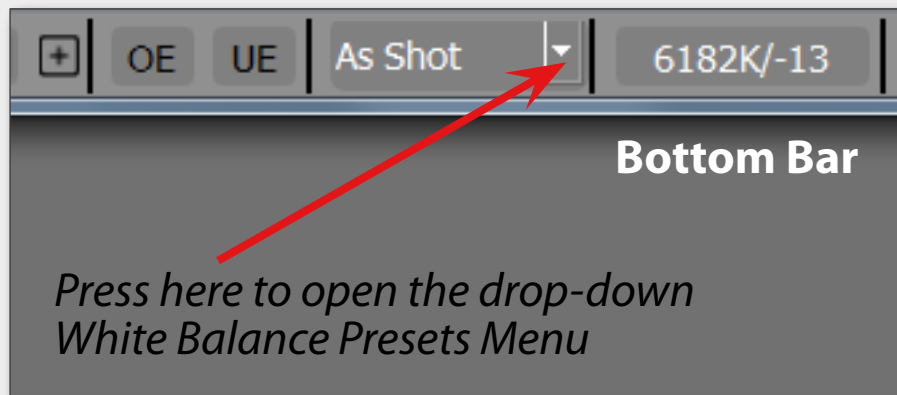 + OE UE As Shot 6182K/-13
Bottom Bar
Press here to open the drop-down
White Balance Presets Menu